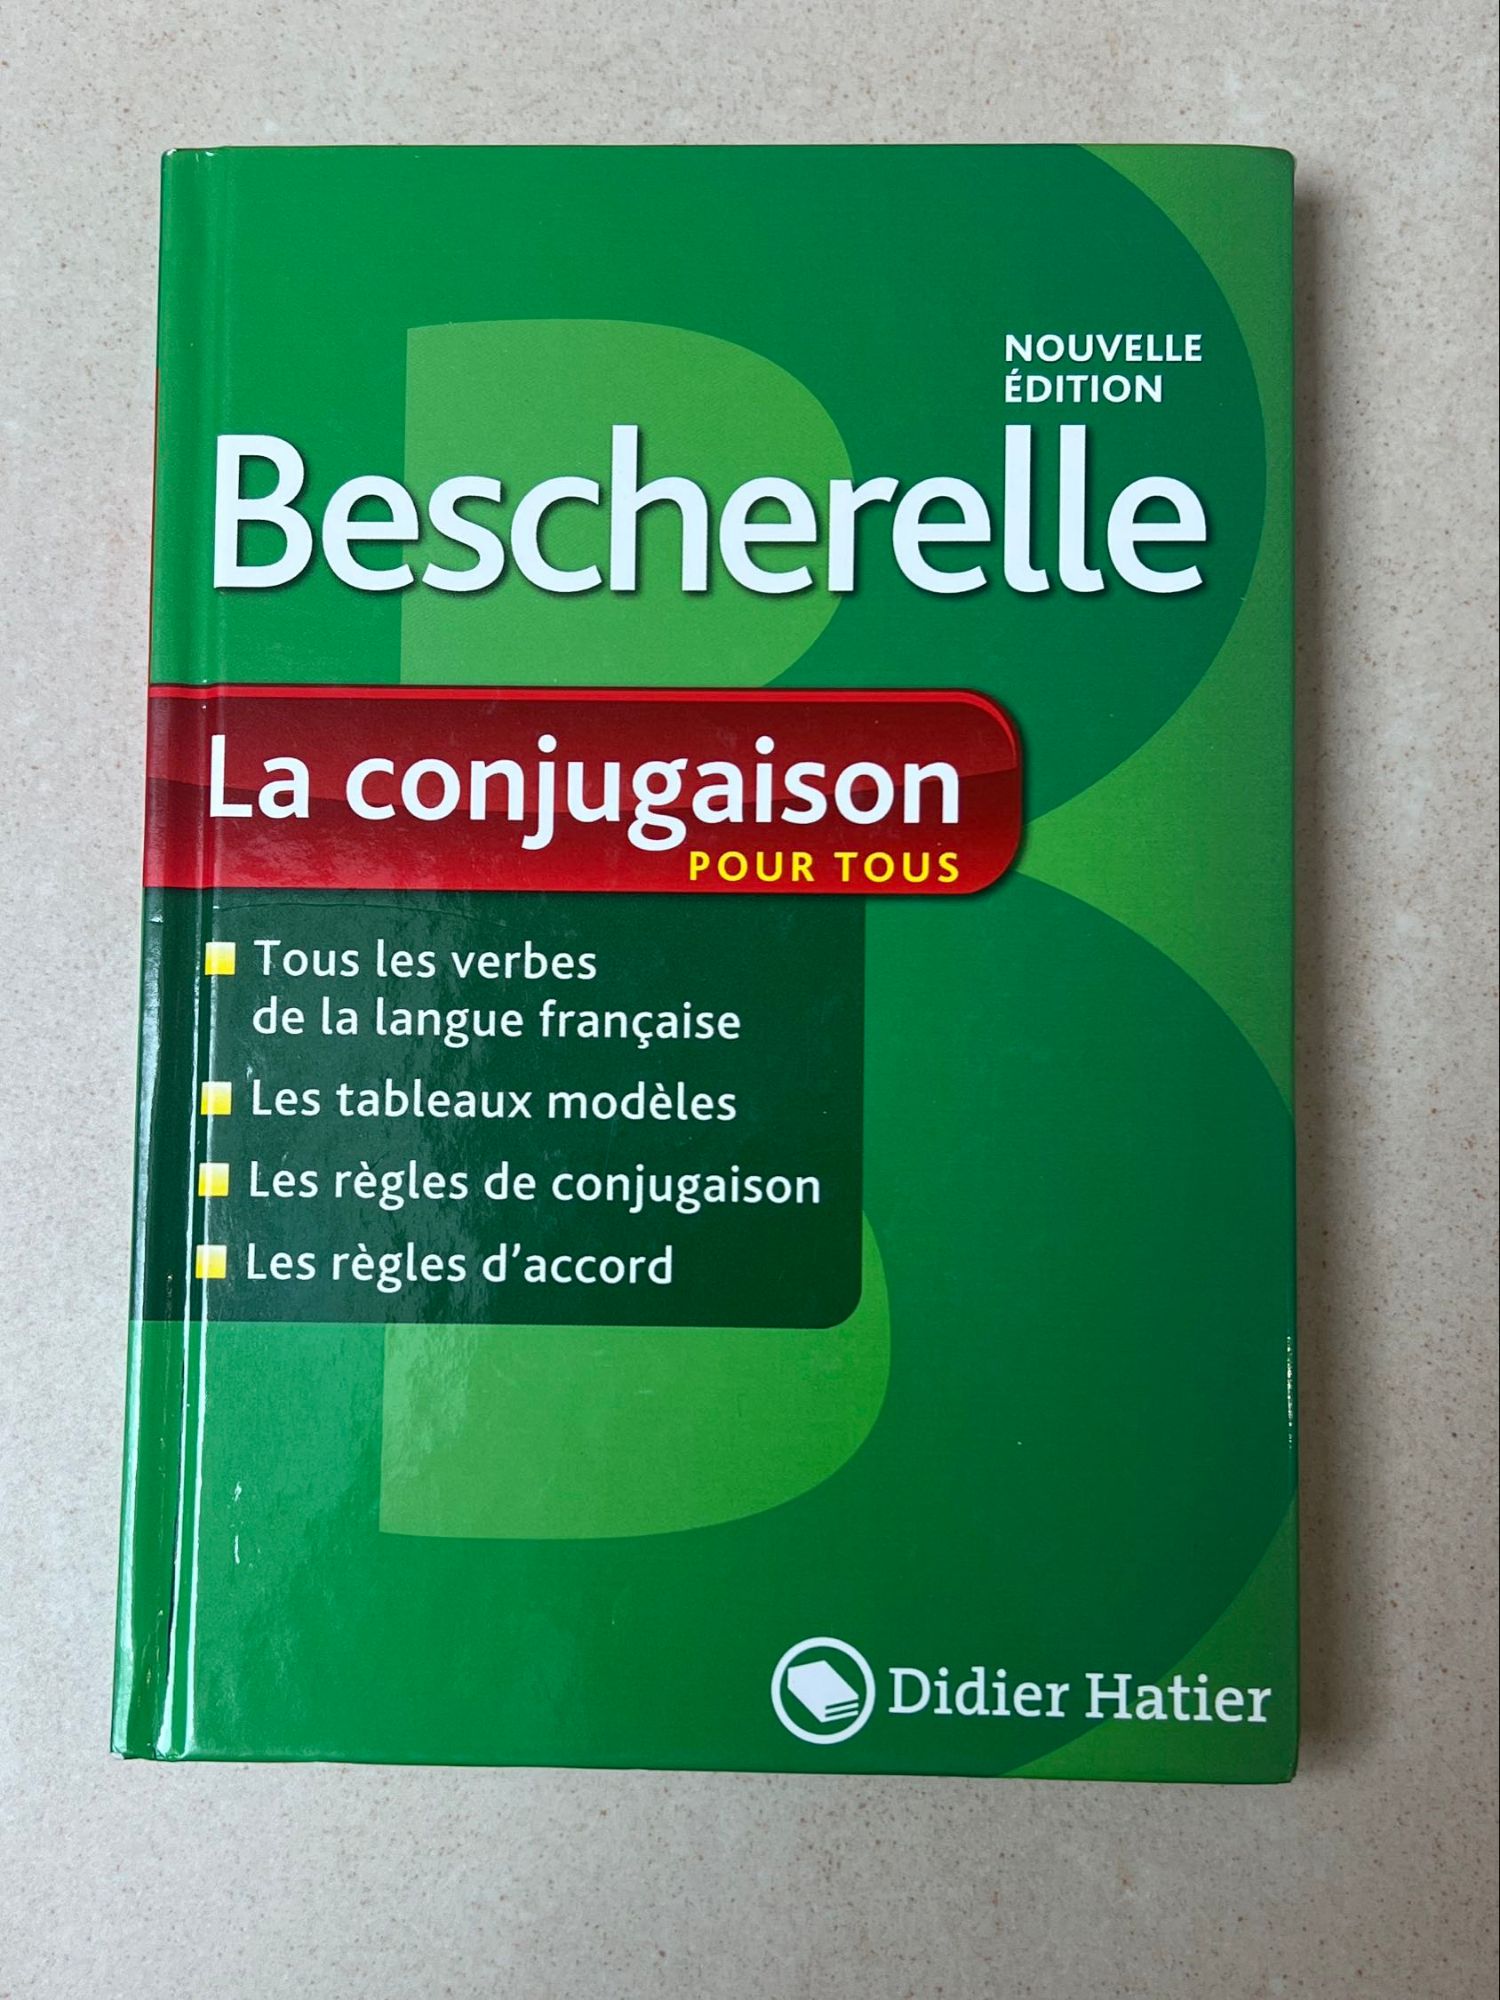 NOUVELLE
ÉDITION
Bescherelle
La conjugaison
POUR TOUS
Tous les verbes
de la langue française
Les tableaux modèles
Les règles de conjugaison
Les règles d'accord
Didier Hatier